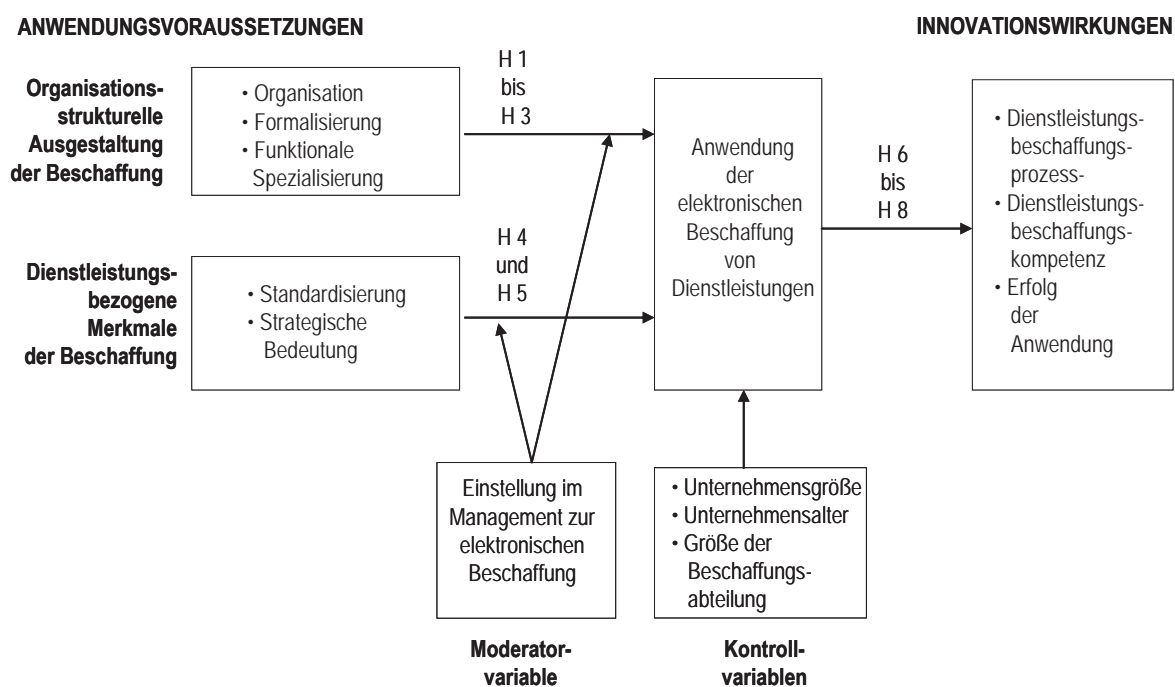 ANWENDUNGSVORAUSSETZUNGEN
INNOVATIONSWIRKUNGEN
Organisations-
strukturelle
Ausgestaltung
der Beschaffung
• Organisation
• Formalisierung
• Funktionale
Spezialisierung
H 1
bis
H 3
Dienstleistungs-
bezogene
Merkmale
der Beschaffung
• Standardisierung
• Strategische
Bedeutung
H 4
und
H 5
Anwendung
der
elektronischen
Beschaffung
von
Dienstleistungen
H 6
bis
H 8
• Dienstleistungs-
beschaffungs-
prozess-
• Dienstleistungs-
beschaffungs-
kompetenz
• Erfolg
der
Anwendung
Einstellung im
Management zur
elektronischen
Beschaffung
Moderator-
variable
• Unternehmensgröße
• Unternehmensalter
• Größe der
Beschaffungs-
abteilung
Kontroll-
variablen